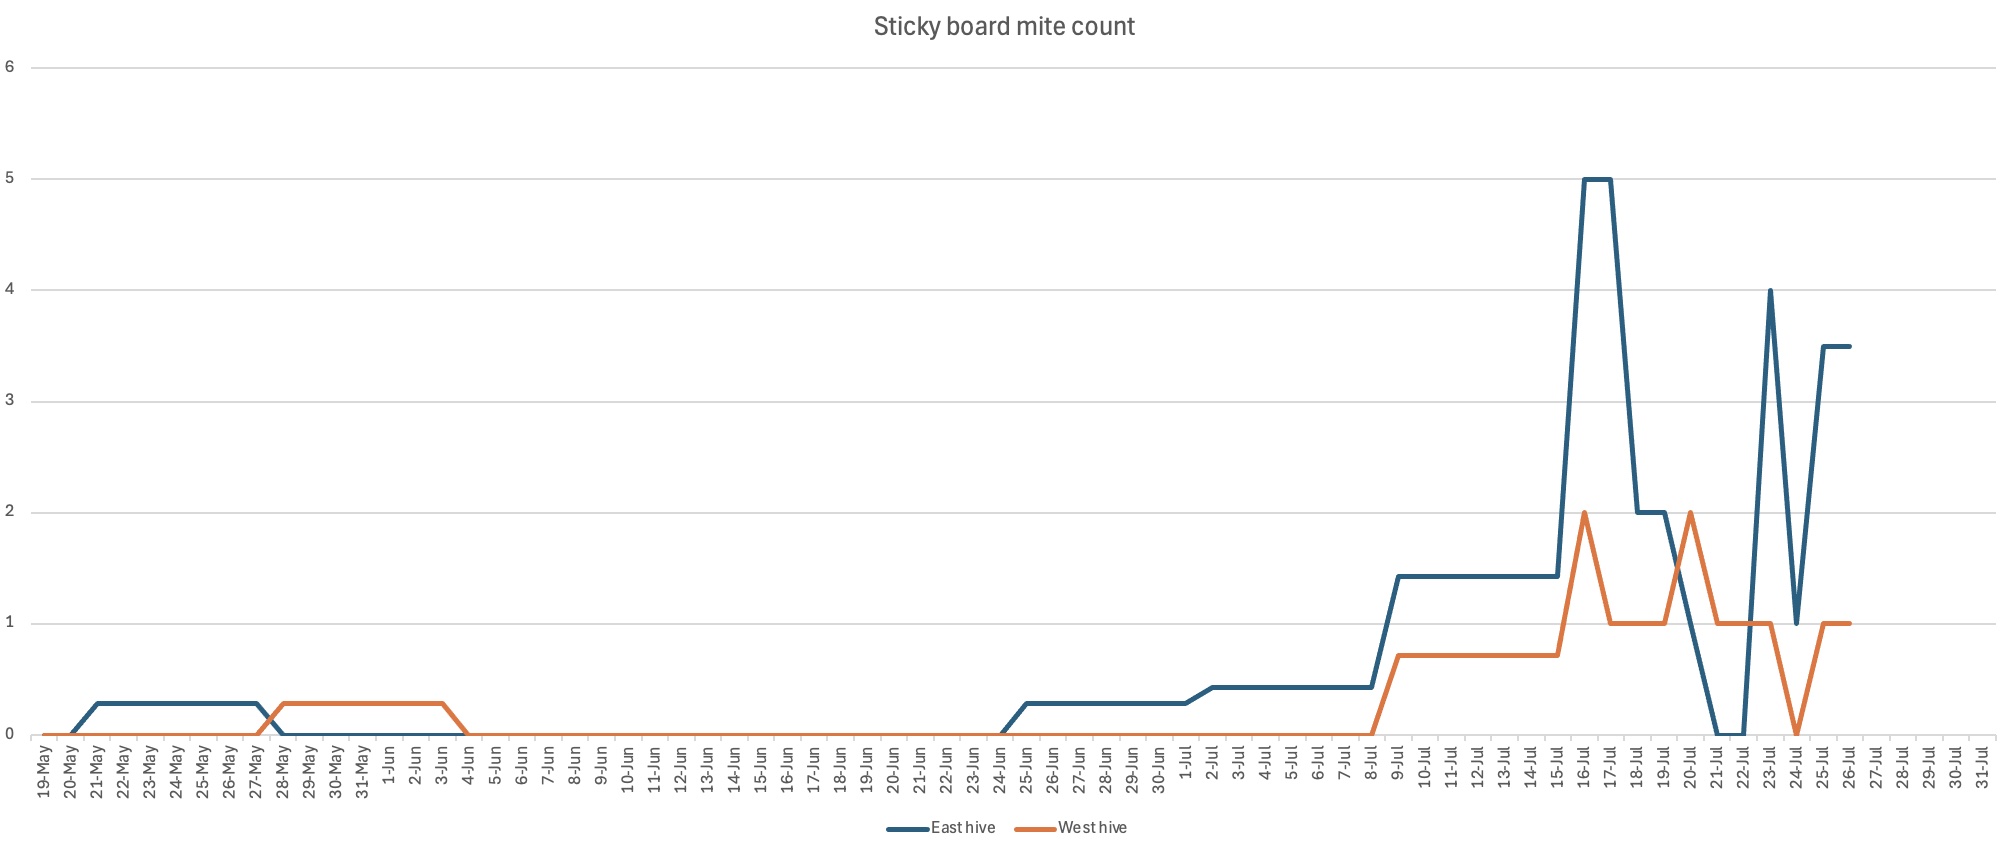 Sticky board mite count
6
5
4
3
2
1
0
19-May 20-May 21-May 22-May 23-May 24-May 25-May 26-May 27-May 28-May 29-May 30-May 31-May 1-Jun 2-Jun 3-Jun 4-Jun 5-Jun 6-Jun 7-Jun 8-Jun 9-Jun 10-Jun 11-Jun 12-Jun 13-Jun 14-Jun 15-Jun 16-Jun 17-Jun 18-Jun 19-Jun 20-Jun 21-Jun 22-Jun 23-Jun 24-Jun 25-Jun 26-Jun 27-Jun 28-Jun 29-Jun 30-Jun 1-Jul 2-Jul 3-Jul 4-Jul 5-Jul 6-Jul 7-Jul 8-Jul 9-Jul 10-Jul 11-Jul 12-Jul 13-Jul 14-Jul 15-Jul 16-Jul 17-Jul 18-Jul 19-Jul 20-Jul 21-Jul 22-Jul 23-Jul 24-Jul 25-Jul 26-Jul 27-Jul 28-Jul 29-Jul 30-Jul 31-Jul
East hive West hive